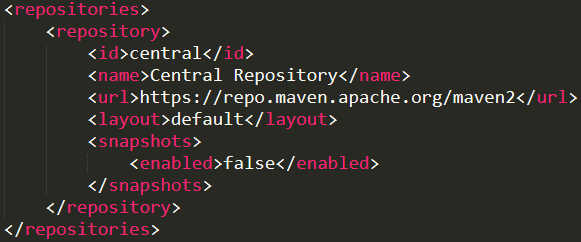 <repositories>
<repository>
<id>central</id>
<name>Central Repository</name>
<url>https://repo.maven.apache.org/maven2</url>
<layout>default</layout>
<snapshots>
<enabled>false</enabled>
</snapshots>
</repository>
</repositories>